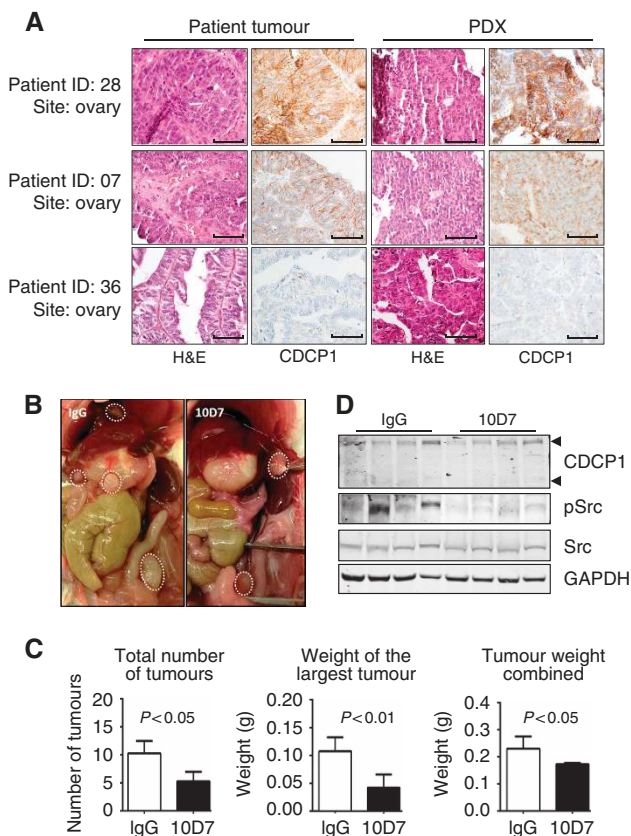 A
Patient tumour PDX
Patient ID: 28
Site: ovary
Patient ID: 07
Site: ovary
Patient ID: 36
Site: ovary
H&E CDCP1 H&E CDCP1
B
IgG 10D7
D
IgG 10D7
CDCP1
pSrc
Src
GAPDH
C
Total number
of tumours
Number of tumours
15
10
5
0
P<0.05
IgG 10D7
Weight of the
largest tumour
Weight (g)
0.20
0.15
0.10
0.05
0.00
P<0.01
IgG 10D7
Tumour weight
combined
Weight (g)
0.4
0.3
0.2
0.1
0.0
P<0.05
IgG 10D7